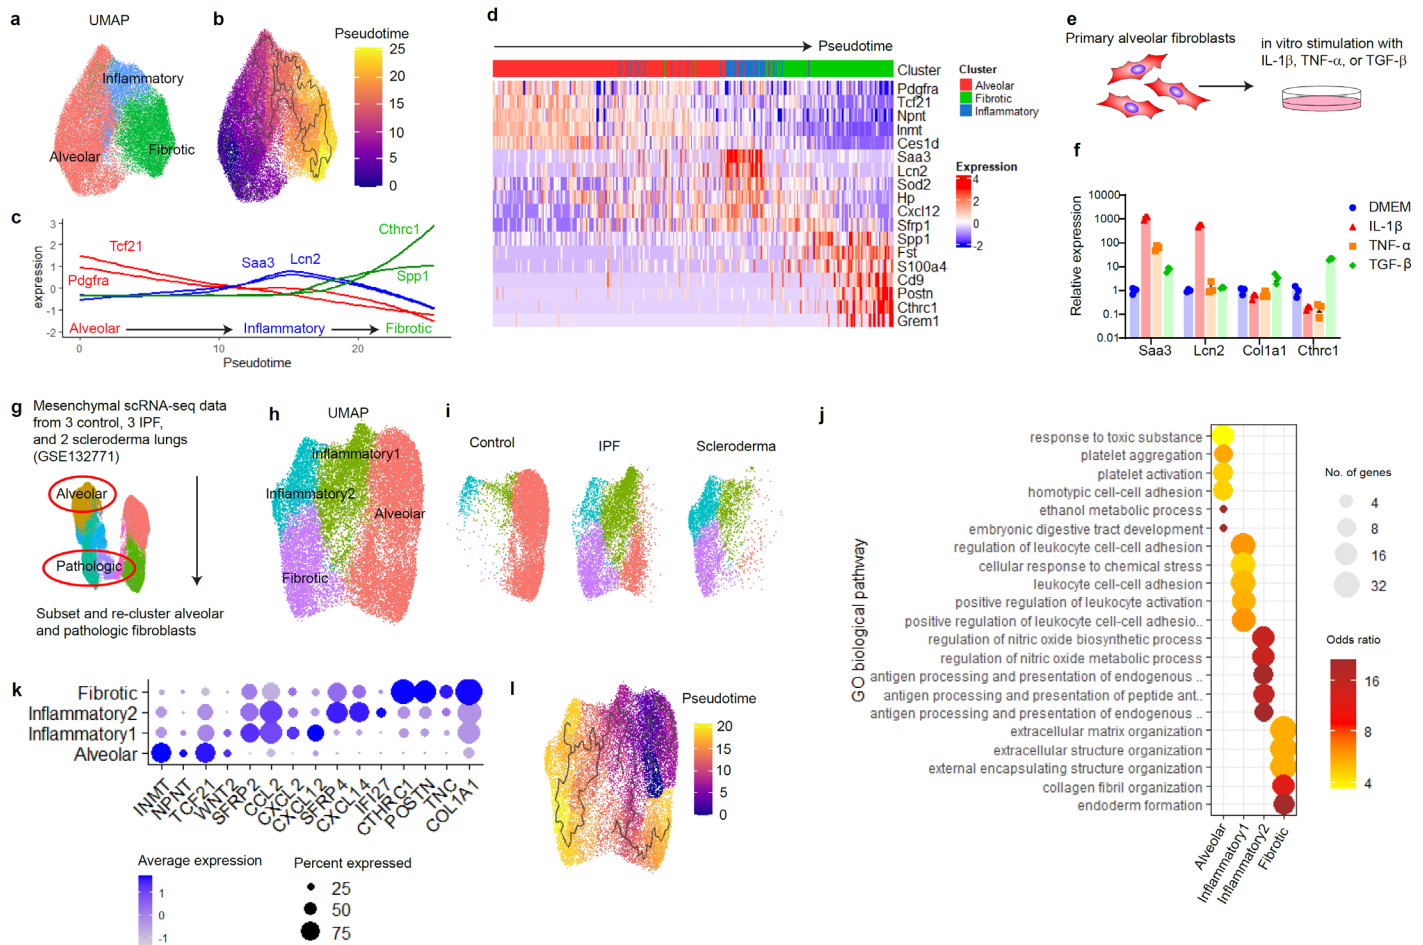 a
UMAP
Inflammatory
Alveolar
Fibrotic
b
Pseudotime
25
20
15
10
5
0
c
3
2
1
0
-1
-2
expression
Tcf21
Pdgfra
Saa3
Lcn2
Cthrc1
Spp1
Alveolar
Inflammatory
Fibrotic
0
10
20
Pseudotime
d
Pseudotime
Cluster
Pdgfra
Tcf21
Npnt
Inmt
Ces1d
Saa3
Lcn2
Sod2
Hp
Cxcl12
Sfrp1
Spp1
Fst
S100a4
Cd9
Postn
Cthrc1
Grem1
Cluster
Alveolar
Fibrotic
Inflammatory
Expression
4
2
0
-2
e
Primary alveolar fibroblasts
in vitro stimulation with
IL-1β, TNF-α, or TGF-β
f
Relative expression
10000
1000
100
10
1
0.1
0.01
Saa3
Lcn2
Col1a1
Cthrc1
DMEM
IL-1β
TNF-α
TGF-β
g
Mesenchymal scRNA-seq data
from 3 control, 3 IPF,
and 2 scleroderma lungs
(GSE132771)
Alveolar
Pathologic
Subset and re-cluster alveolar
and pathologic fibroblasts
h
UMAP
Inflammatory1
Inflammatory2
Alveolar
Fibrotic
i
Control
IPF
Scleroderma
j
GO biological pathway
response to toxic substance
platelet aggregation
platelet activation
homotypic cell-cell adhesion
ethanol metabolic process
embryonic digestive tract development
regulation of leukocyte cell-cell adhesion
cellular response to chemical stress
leukocyte cell-cell adhesion
positive regulation of leukocyte activation
positive regulation of leukocyte cell-cell adhesio..
regulation of nitric oxide biosynthetic process
regulation of nitric oxide metabolic process
antigen processing and presentation of endogenous ..
antigen processing and presentation of peptide ant..
antigen processing and presentation of endogenous ..
extracellular matrix organization
extracellular structure organization
external encapsulating structure organization
collagen fibril organization
endoderm formation
Alveolar
Inflammatory1
Inflammatory2
Fibrotic
No. of genes
4
8
16
32
Odds ratio
16
8
4
k
Fibrotic
Inflammatory2
Inflammatory1
Alveolar
INMT
NPNT
TCF21
WNT2
SFRP2
CCL2
CXCL2
CXCL12
SFRP4
CXCL14
IFI27
CTHRC1
POSTN
TNC
COL1A1
Average expression
1
0
-1
Percent expressed
25
50
75
l
Pseudotime
20
15
10
5
0